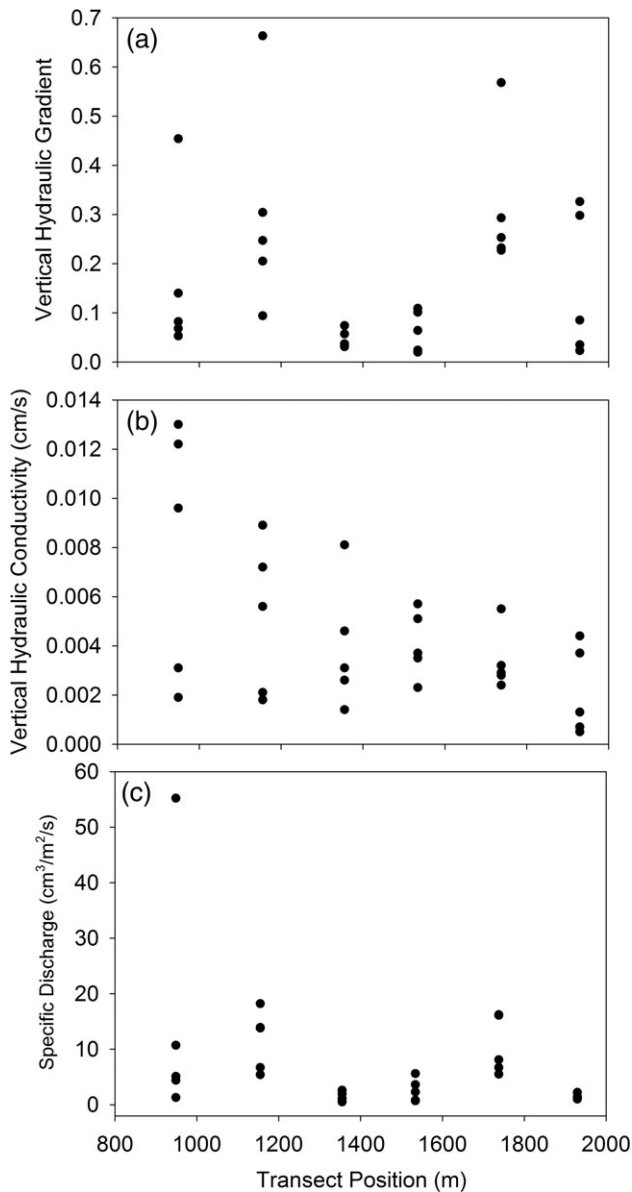 (a)
Vertical Hydraulic Gradient
0.7
0.6
0.5
0.4
0.3
0.2
0.1
0.0
(b)
Vertical Hydraulic Conductivity (cm/s)
0.014
0.012
0.010
0.008
0.006
0.004
0.002
0.000
(c)
Specific Discharge (cm³/m²/s)
60
50
40
30
20
10
0
800 1000 1200 1400 1600 1800 2000
Transect Position (m)